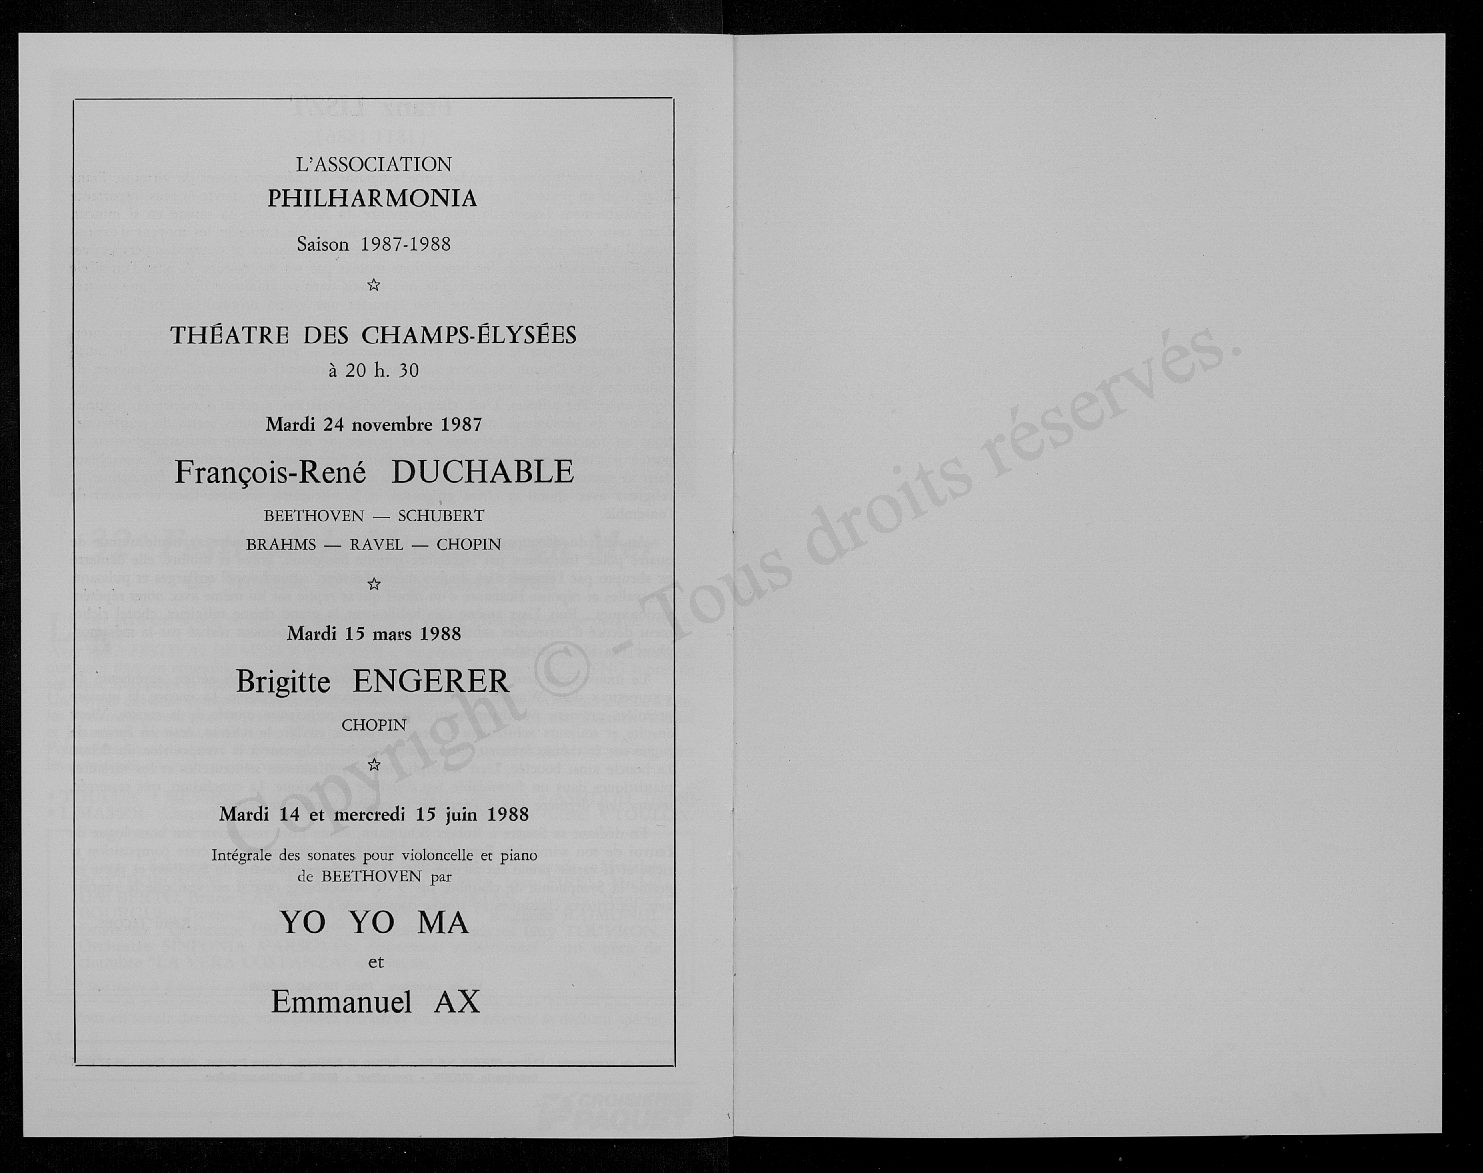 L'ASSOCIATION
PHILHARMONIA
Saison 1987-1988
☆
THÉATRE DES CHAMPS-ÉLYSÉES
à 20 h. 30
Mardi 24 novembre 1987
François-René DUCHABLE
BEETHOVEN — SCHUBERT
BRAHMS — RAVEL — CHOPIN
☆
Mardi 15 mars 1988
Brigitte ENGERER
CHOPIN
☆
Mardi 14 et mercredi 15 juin 1988
Intégrale des sonates pour violoncelle et piano
de BEETHOVEN par
YO YO MA
et
Emmanuel AX
Copyright © - Tous droits réservés.